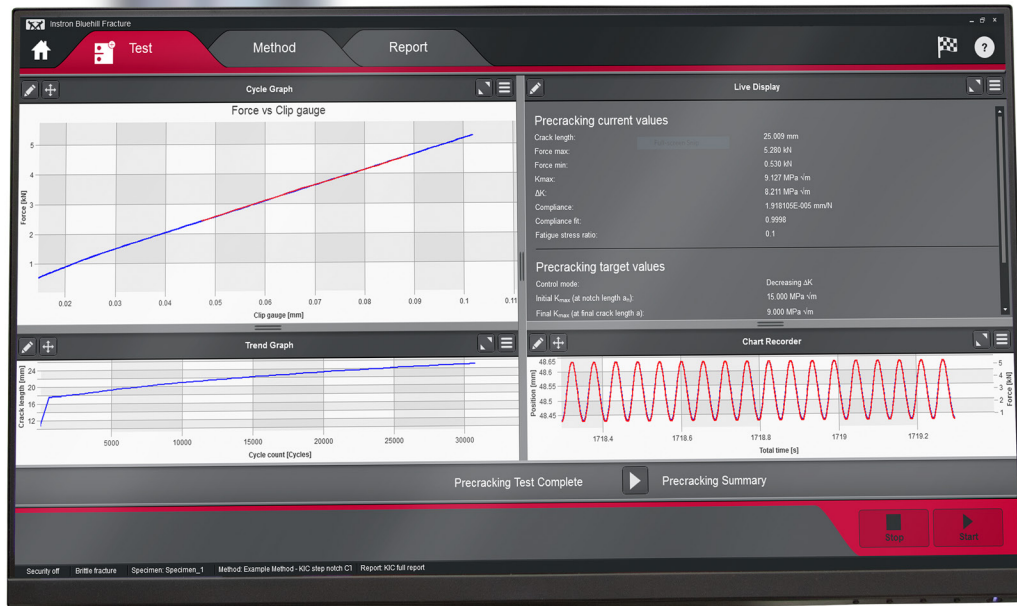 Instron Bluehill Fracture
Test
Method
Report
?
Cycle Graph
Force vs Clip gauge
Force [kN]
5
4
3
2
1
0.02 0.03 0.04 0.05 0.06 0.07 0.08 0.09 0.1 0.11
Clip gauge [mm]
Live Display
Precracking current values
Crack length: 25.009 mm
Force max: 5.280 kN
Force min: 0.530 kN
Kmax: 9.127 MPa √m
ΔK: 8.211 MPa √m
Compliance: 1.918105E-005 mm/N
Compliance fit: 0.9998
Fatigue stress ratio: 0.1
Precracking target values
Control mode: Decreasing ΔK
Initial Kmax (at notch length an): 15.000 MPa √m
Final Kmax (at final crack length a): 9.000 MPa √m
Trend Graph
Crack length [mm]
24
20
16
12
5000 10000 15000 20000 25000 30000
Cycle count [Cycles]
Chart Recorder
Position [mm]
48.65
48.6
48.55
48.5
48.45
5
4
3
2
1
Force [kN]
1718.4 1718.6 1718.8 1719 1719.2
Total time [s]
Precracking Test Complete
Precracking Summary
Stop
Start
Security off Brittle fracture Specimen: Specimen_1 Method: Example Method - KIC step notch CT Report: KIC full report